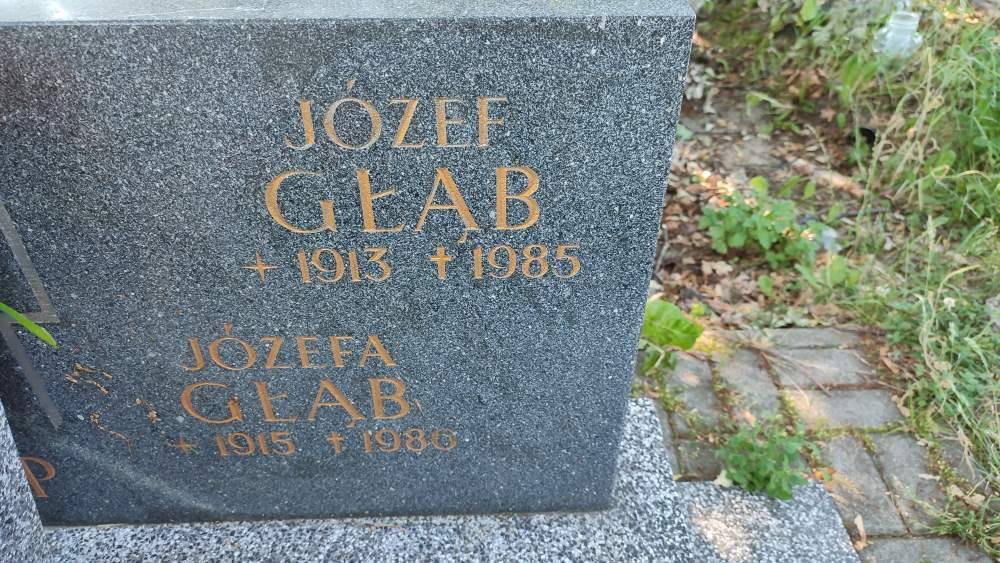 JÓZEF
GŁĄB
+ 1913 ✝ 1985
JÓZEFA
GŁĄB
+ 1915 ✝ 1980
P